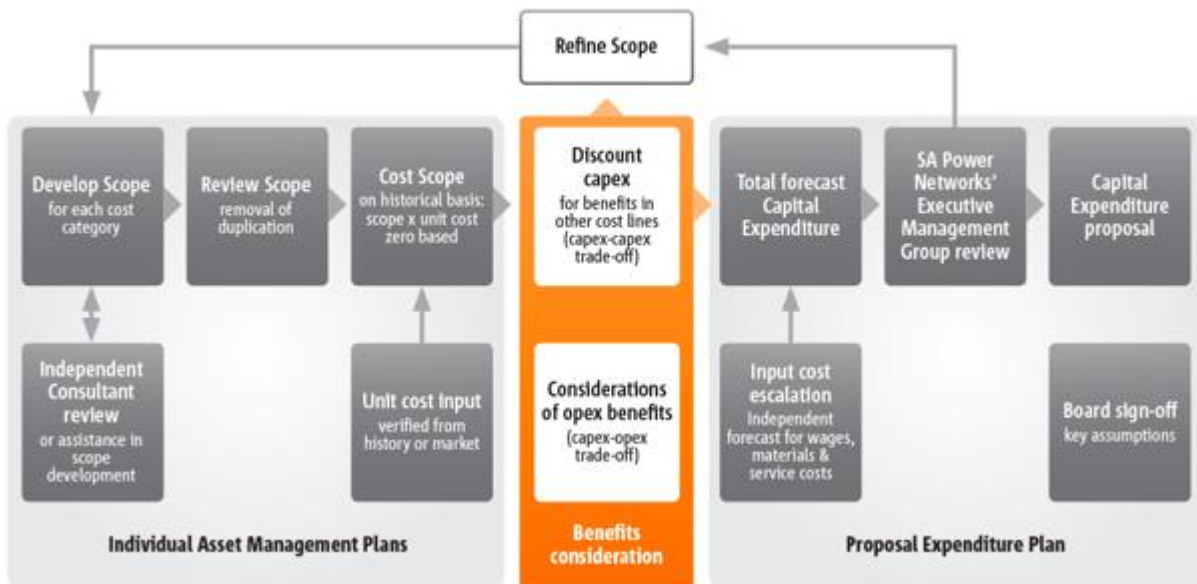 Refine Scope
Develop Scope
for each cost
category
Review Scope
removal of
duplication
Cost Scope
on historical basis:
scope x unit cost
zero based
Discount
capex
for benefits in
other cost lines
(capex-capex
trade-off)
Total forecast
Capital
Expenditure
SA Power
Networks'
Executive
Management
Group review
Capital
Expenditure
proposal
Independent
Consultant
review
or assistance in
scope
development
Unit cost input
verified from
history or market
Considerations
of opex benefits
(capex-opex
trade-off)
Input cost
escalation
Independent
forecast for wages,
materials &
service costs
Board sign-off
key assumptions
Individual Asset Management Plans
Benefits
consideration
Proposal Expenditure Plan